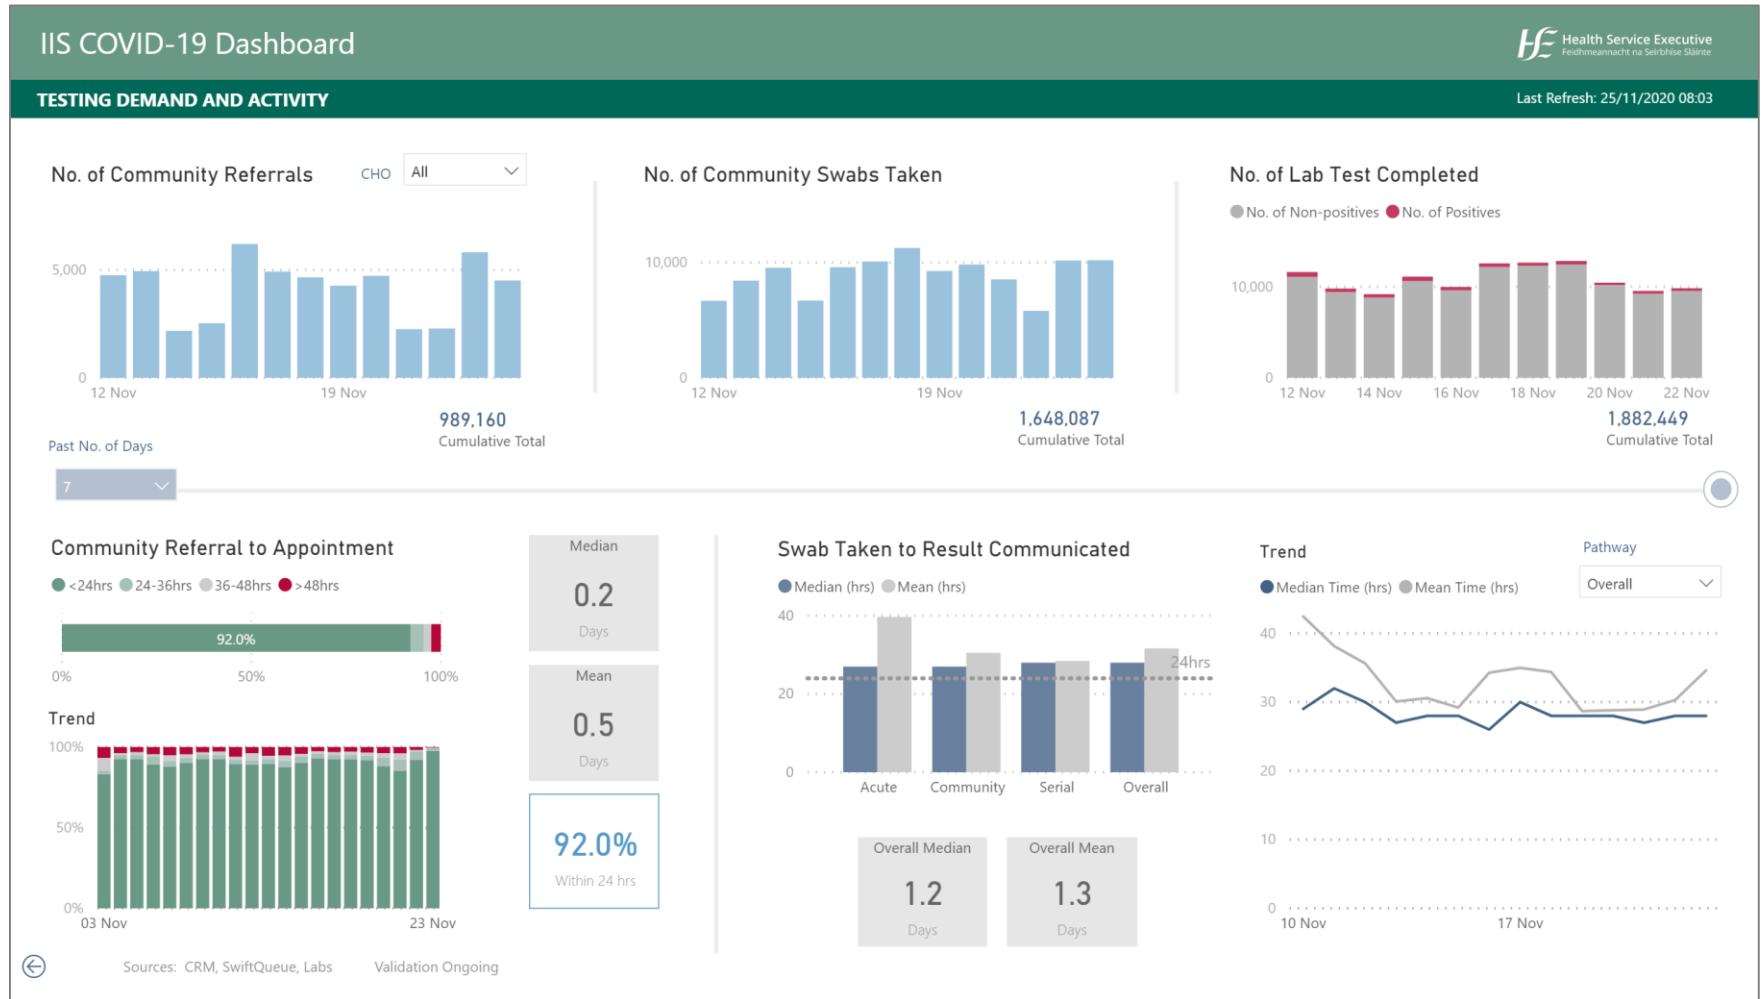 IIS COVID-19 Dashboard
Health Service Executive
Feidhmeannacht na Seirbhíse Sláinte
TESTING DEMAND AND ACTIVITY
Last Refresh: 25/11/2020 08:03
No. of Community Referrals
CHO
All
5,000
0
12 Nov
19 Nov
989,160
Cumulative Total
No. of Community Swabs Taken
10,000
0
12 Nov
19 Nov
1,648,087
Cumulative Total
No. of Lab Test Completed
No. of Non-positives
No. of Positives
10,000
0
12 Nov
14 Nov
16 Nov
18 Nov
20 Nov
22 Nov
1,882,449
Cumulative Total
Past No. of Days
7
Community Referral to Appointment
<24hrs
24-36hrs
36-48hrs
>48hrs
92.0%
0%
50%
100%
Trend
100%
50%
0%
03 Nov
23 Nov
Median
0.2
Days
Mean
0.5
Days
92.0%
Within 24 hrs
Swab Taken to Result Communicated
Median (hrs)
Mean (hrs)
40
24hrs
20
0
Acute
Community
Serial
Overall
Overall Median
1.2
Days
Overall Mean
1.3
Days
Trend
Pathway
Overall
Median Time (hrs)
Mean Time (hrs)
40
30
20
10
0
10 Nov
17 Nov
Sources: CRM, SwiftQueue, Labs
Validation Ongoing